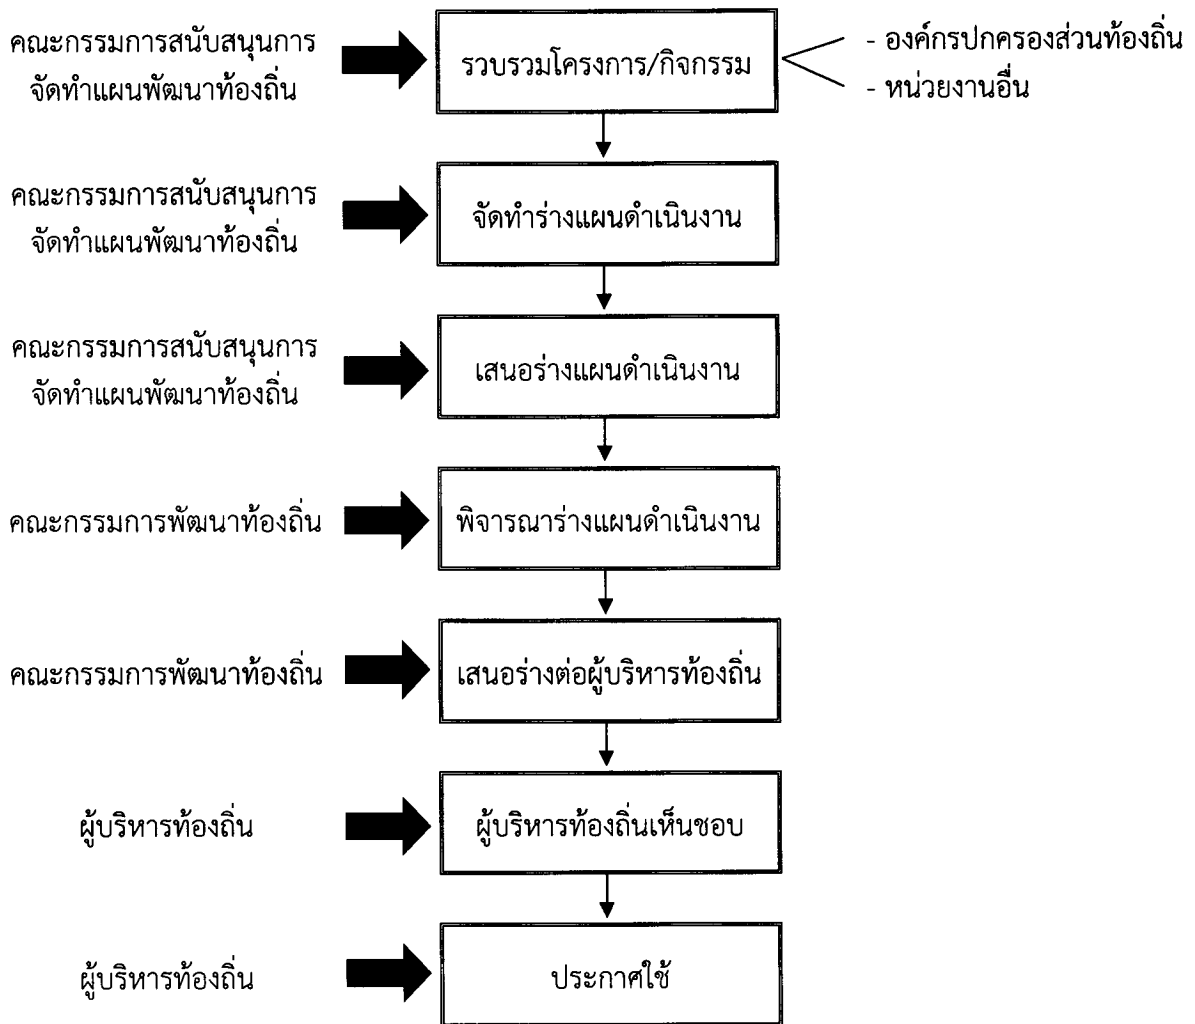 คณะกรรมการสนับสนุนการ
จัดทำแผนพัฒนาท้องถิ่น
รวบรวมโครงการ/กิจกรรม
- องค์กรปกครองส่วนท้องถิ่น
- หน่วยงานอื่น
คณะกรรมการสนับสนุนการ
จัดทำแผนพัฒนาท้องถิ่น
จัดทำร่างแผนดำเนินงาน
คณะกรรมการสนับสนุนการ
จัดทำแผนพัฒนาท้องถิ่น
เสนอร่างแผนดำเนินงาน
คณะกรรมการพัฒนาท้องถิ่น
พิจารณาร่างแผนดำเนินงาน
คณะกรรมการพัฒนาท้องถิ่น
เสนอร่างต่อผู้บริหารท้องถิ่น
ผู้บริหารท้องถิ่น
ผู้บริหารท้องถิ่นเห็นชอบ
ผู้บริหารท้องถิ่น
ประกาศใช้